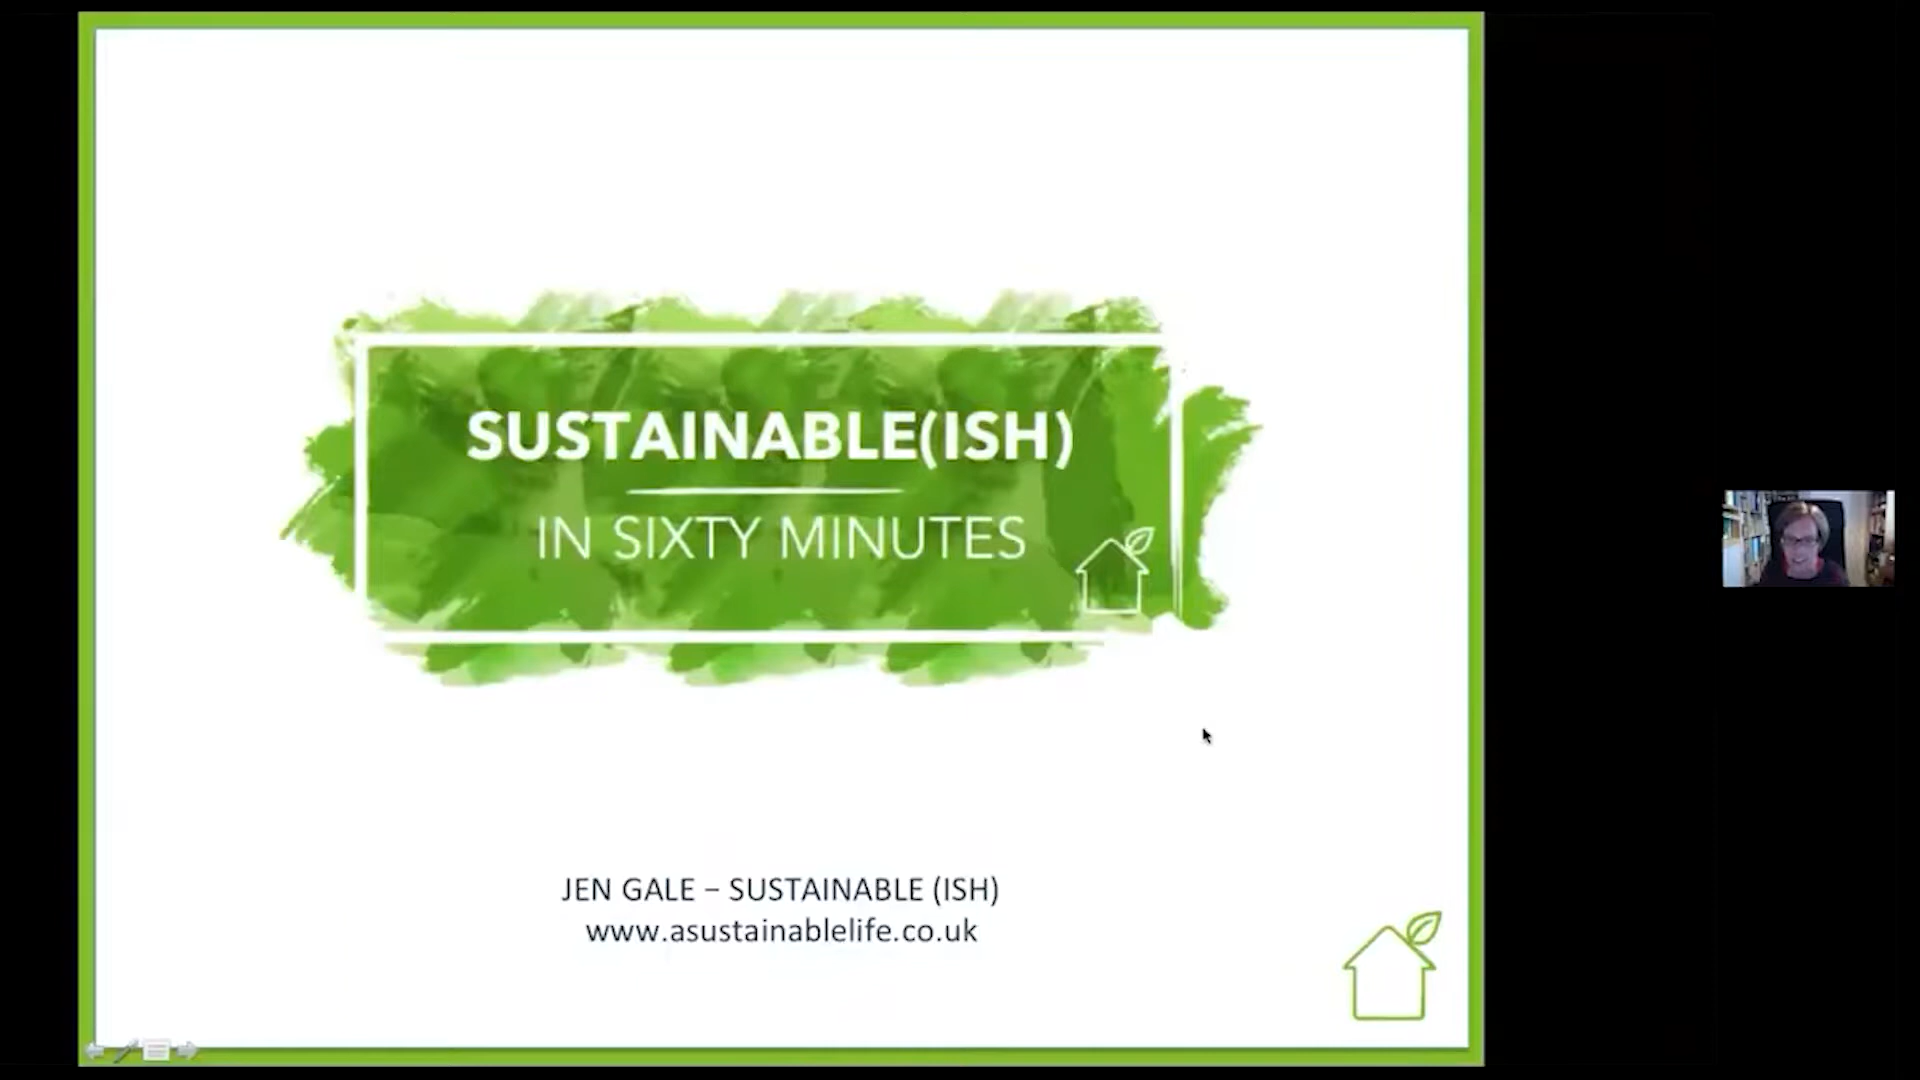 SUSTAINABLE(ISH)
IN SIXTY MINUTES
JEN GALE – SUSTAINABLE (ISH)
www.asustainablelife.co.uk